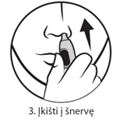 3. Įkišti į šnervę